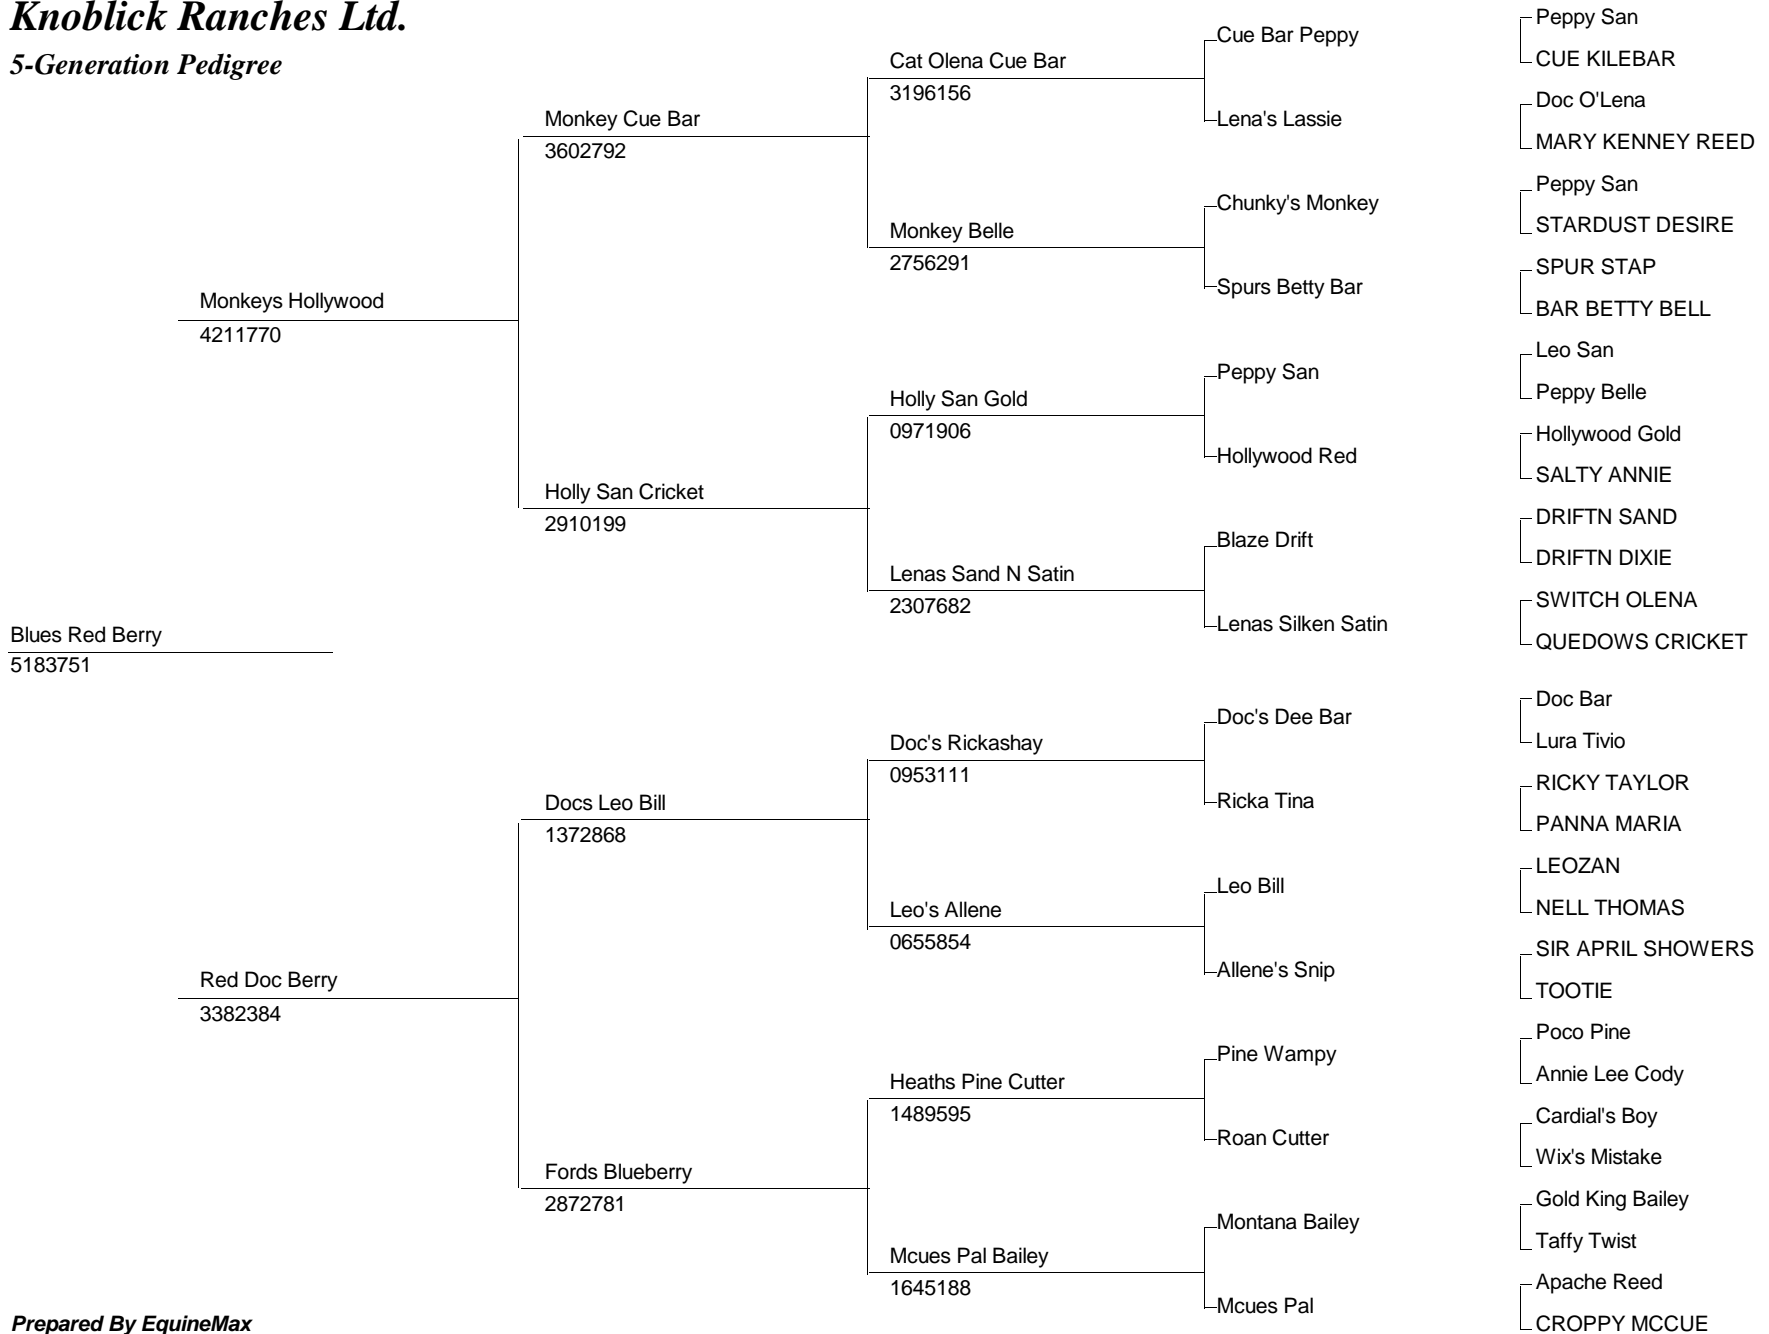 Knoblick Ranches Ltd.
5-Generation Pedigree
Blues Red Berry
5183751
Monkeys Hollywood
4211770
Red Doc Berry
3382384
Monkey Cue Bar
3602792
Holly San Cricket
2910199
Docs Leo Bill
1372868
Fords Blueberry
2872781
Cat Olena Cue Bar
3196156
Monkey Belle
2756291
Holly San Gold
0971906
Lenas Sand N Satin
2307682
Doc's Rickashay
0953111
Leo's Allene
0655854
Heaths Pine Cutter
1489595
Mcues Pal Bailey
1645188
Cue Bar Peppy
Lena's Lassie
Chunky's Monkey
Spurs Betty Bar
Peppy San
Hollywood Red
Blaze Drift
Lenas Silken Satin
Doc's Dee Bar
Ricka Tina
Leo Bill
Allene's Snip
Pine Wampy
Roan Cutter
Montana Bailey
Mcues Pal
Peppy San
CUE KILEBAR
Doc O'Lena
MARY KENNEY REED
Peppy San
STARDUST DESIRE
SPUR STAP
BAR BETTY BELL
Leo San
Peppy Belle
Hollywood Gold
SALTY ANNIE
DRIFTN SAND
DRIFTN DIXIE
SWITCH OLENA
QUEDOWS CRICKET
Doc Bar
Lura Tivio
RICKY TAYLOR
PANNA MARIA
LEOZAN
NELL THOMAS
SIR APRIL SHOWERS
TOOTIE
Poco Pine
Annie Lee Cody
Cardial's Boy
Wix's Mistake
Gold King Bailey
Taffy Twist
Apache Reed
CROPPY MCCUE
Prepared By EquineMax